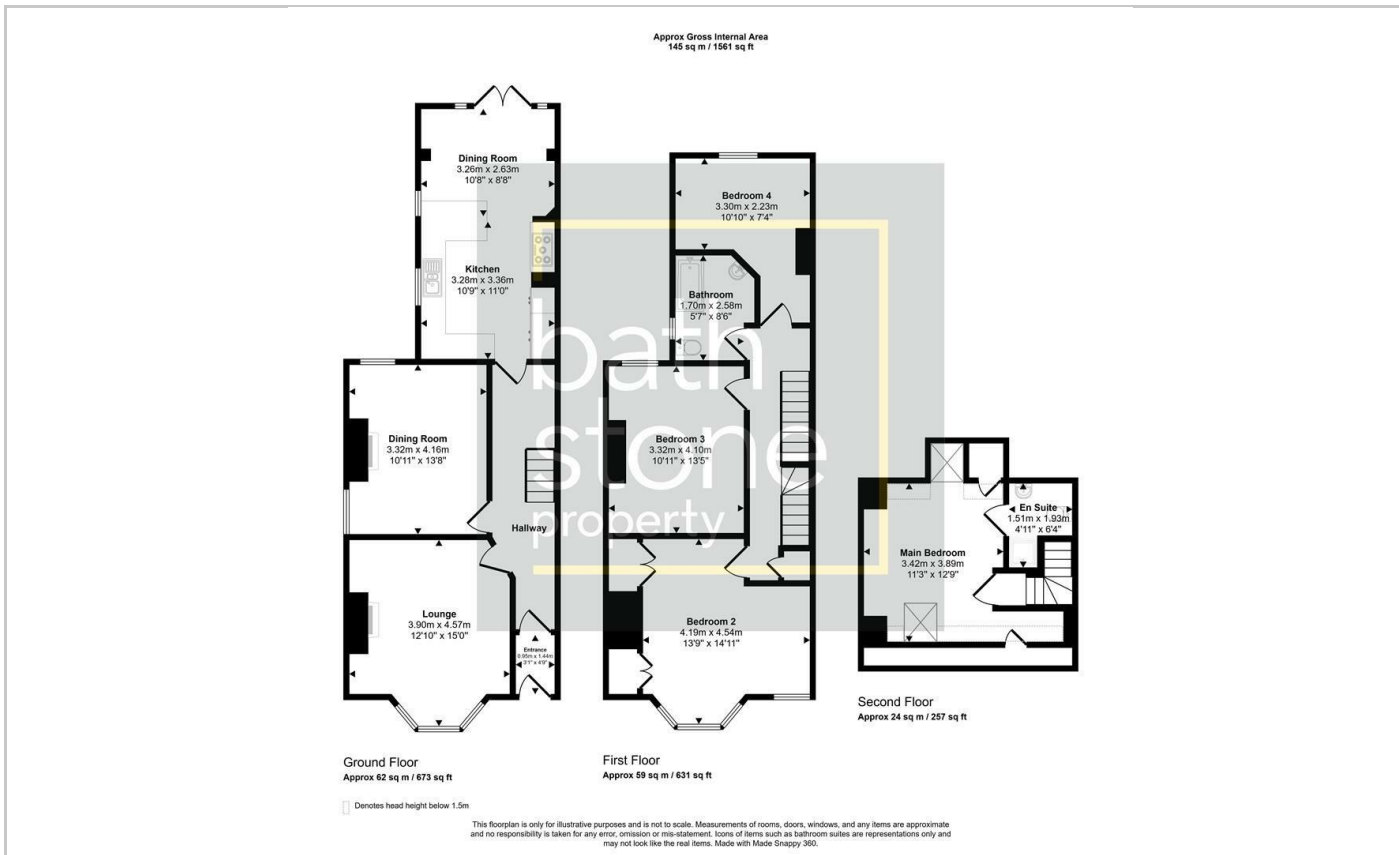 Approx Gross Internal Area
145 sq m / 1561 sq ft
Dining Room
3.26m x 2.63m
10'8" x 8'8"
Kitchen
3.28m x 3.36m
10'9" x 11'0"
Dining Room
3.32m x 4.16m
10'11" x 13'8"
Hallway
Lounge
3.90m x 4.57m
12'10" x 15'0"
Entrance
0.95m x 1.44m
3'1" x 4'9"
Ground Floor
Approx 62 sq m / 673 sq ft
Bedroom 4
3.30m x 2.23m
10'10" x 7'4"
Bathroom
1.70m x 2.58m
5'7" x 8'6"
Bedroom 3
3.32m x 4.10m
10'11" x 13'5"
Bedroom 2
4.19m x 4.54m
13'9" x 14'11"
First Floor
Approx 59 sq m / 631 sq ft
En Suite
1.51m x 1.93m
4'11" x 6'4"
Main Bedroom
3.42m x 3.89m
11'3" x 12'9"
Second Floor
Approx 24 sq m / 257 sq ft
bath
stone
property
Denotes head height below 1.5m
This floorplan is only for illustrative purposes and is not to scale. Measurements of rooms, doors, windows, and any items are approximate
and no responsibility is taken for any error, omission or mis-statement. Icons of items such as bathroom suites are representations only and
may not look like the real items. Made with Made Snappy 360.